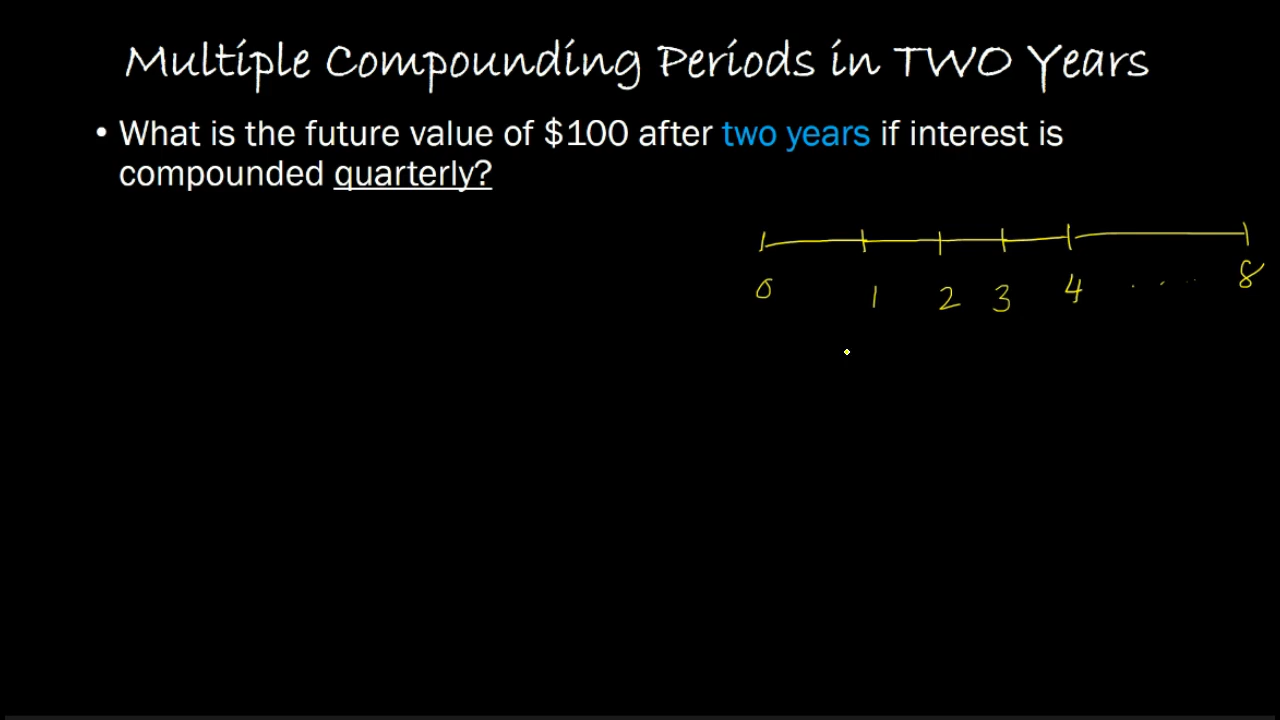 Multiple Compounding Periods in TWO Years
• What is the future value of $100 after two years if interest is
compounded quarterly?
0 1 2 3 4 .... 8